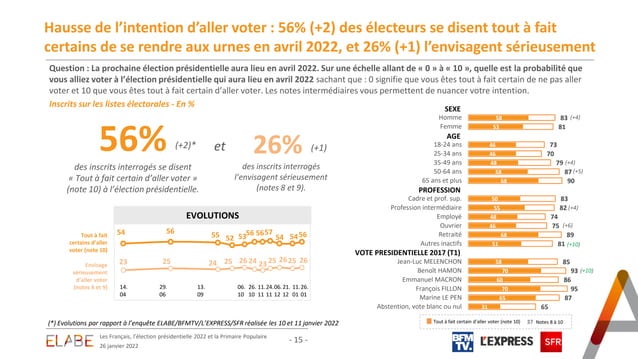 Hausse de l’intention d’aller voter : 56% (+2) des électeurs se disent tout à fait
certains de se rendre aux urnes en avril 2022, et 26% (+1) l’envisagent sérieusement
Question : La prochaine élection présidentielle aura lieu en avril 2022. Sur une échelle allant de « 0 » à « 10 », quelle est la probabilité que
vous alliez voter à l’élection présidentielle qui aura lieu en avril 2022 sachant que : 0 signifie que vous êtes tout à fait certain de ne pas aller
voter et 10 que vous êtes tout à fait certain d’aller voter. Les notes intermédiaires vous permettent de nuancer votre intention.
Inscrits sur les listes électorales - En %
56% (+2)* et 26% (+1)
des inscrits interrogés se disent
« Tout à fait certain d’aller voter »
(note 10) à l’élection présidentielle.
des inscrits interrogés
l’envisagent sérieusement
(notes 8 et 9).
EVOLUTIONS
Tout à fait
certains d’aller
voter (note 10)
54 56 55 52 53 56 56 57 54 54 56
Envisage
sérieusement
d’aller voter
(notes 8 et 9)
23 25 24 25 26 24 23 25 26 25 26
14. 29. 13. 06. 26. 11. 24. 06. 21. 11. 26.
04 06 09 10 10 11 11 12 12 01 01
SEXE
Homme 58 83 (+4)
Femme 53 81
AGE
18-24 ans 46 73
25-34 ans 46 70
35-49 ans 48 79 (+4)
50-64 ans 87 (+5)
65 ans et plus 68 90
PROFESSION
Cadre et prof. sup. 83
Profession intermédiaire 55 82 (+4)
Employé 48 74
Ouvrier 46 75 (+6)
Retraité 68 89
Autres inactifs 81 (+10)
VOTE PRESIDENTIELLE 2017 (T1)
Jean-Luc MELENCHON 58 85
Benoît HAMON 70 93 (+10)
Emmanuel MACRON 86
François FILLON 95
Marine LE PEN 65 87
Abstention, vote blanc ou nul 31 65
Tout à fait certain d’aller voter (note 10) Notes 8 à 10
(*) Evolutions par rapport à l’enquête ELABE/BFMTV/L’EXPRESS/SFR réalisée les 10 et 11 janvier 2022
ELABE
Les Français, l’élection présidentielle 2022 et la Primaire Populaire
26 janvier 2022
- 15 -
BFM TV. L’EXPRESS SFR